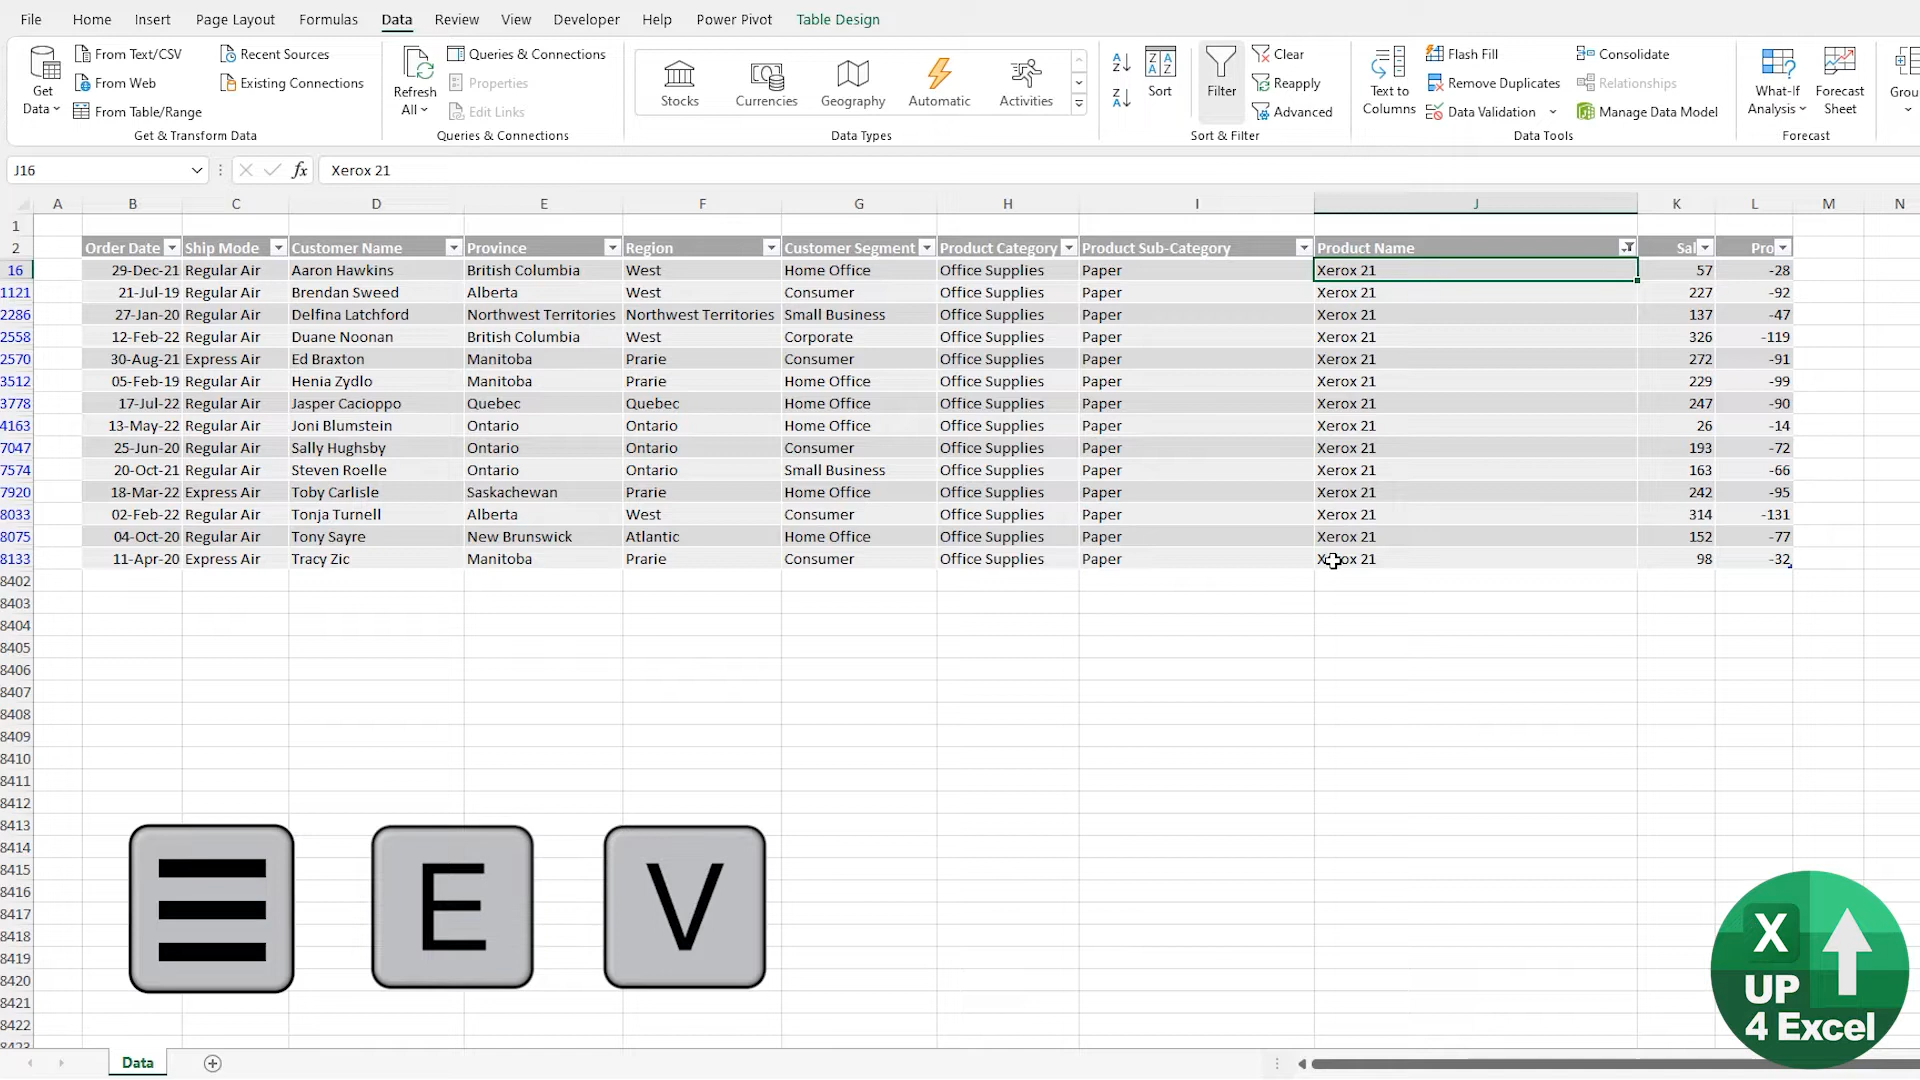 File Home Insert Page Layout Formulas Data Review View Developer Help Power Pivot Table Design
Get Data
From Text/CSV
From Web
From Table/Range
Recent Sources
Existing Connections
Get & Transform Data
Refresh All
Queries & Connections
Properties
Edit Links
Queries & Connections
Stocks Currencies Geography Automatic Activities
Data Types
Sort
Filter
Clear
Reapply
Advanced
Sort & Filter
Text to Columns
Flash Fill
Remove Duplicates
Data Validation
Consolidate
Relationships
Manage Data Model
Data Tools
What-If Analysis
Forecast Sheet
Forecast
J16 fx Xerox 21
A B C D E F G H I J K L M N
1
2 Order Date Ship Mode Customer Name Province Region Customer Segment Product Category Product Sub-Category Product Name Sal Pro
16 29-Dec-21 Regular Air Aaron Hawkins British Columbia West Home Office Office Supplies Paper Xerox 21 57 -28
1121 21-Jul-19 Regular Air Brendan Sweed Alberta West Consumer Office Supplies Paper Xerox 21 227 -92
2286 27-Jan-20 Regular Air Delfina Latchford Northwest Territories Northwest Territories Small Business Office Supplies Paper Xerox 21 137 -47
2558 12-Feb-22 Regular Air Duane Noonan British Columbia West Corporate Office Supplies Paper Xerox 21 326 -119
2570 30-Aug-21 Express Air Ed Braxton Manitoba Prarie Consumer Office Supplies Paper Xerox 21 272 -91
3512 05-Feb-19 Regular Air Henia Zydlo Manitoba Prarie Home Office Office Supplies Paper Xerox 21 229 -99
3778 17-Jul-22 Regular Air Jasper Cacioppo Quebec Quebec Home Office Office Supplies Paper Xerox 21 247 -90
4163 13-May-22 Regular Air Joni Blumstein Ontario Ontario Home Office Office Supplies Paper Xerox 21 26 -14
7047 25-Jun-20 Regular Air Sally Hughsby Ontario Ontario Consumer Office Supplies Paper Xerox 21 193 -72
7574 20-Oct-21 Regular Air Steven Roelle Ontario Ontario Small Business Office Supplies Paper Xerox 21 163 -66
7920 18-Mar-22 Express Air Toby Carlisle Saskachewan Prarie Home Office Office Supplies Paper Xerox 21 242 -95
8033 02-Feb-22 Regular Air Tonja Turnell Alberta West Consumer Office Supplies Paper Xerox 21 314 -131
8075 04-Oct-20 Regular Air Tony Sayre New Brunswick Atlantic Home Office Office Supplies Paper Xerox 21 152 -77
8133 11-Apr-20 Express Air Tracy Zic Manitoba Prarie Consumer Office Supplies Paper Xerox 21 98 -32
8402
8403
8404
8405
8406
8407
8408
8409
8410
8411
8412
8413
8414
8415
8416
8417
8418
8419
8420
8421
8422
E V
X
UP
4 Excel
Data